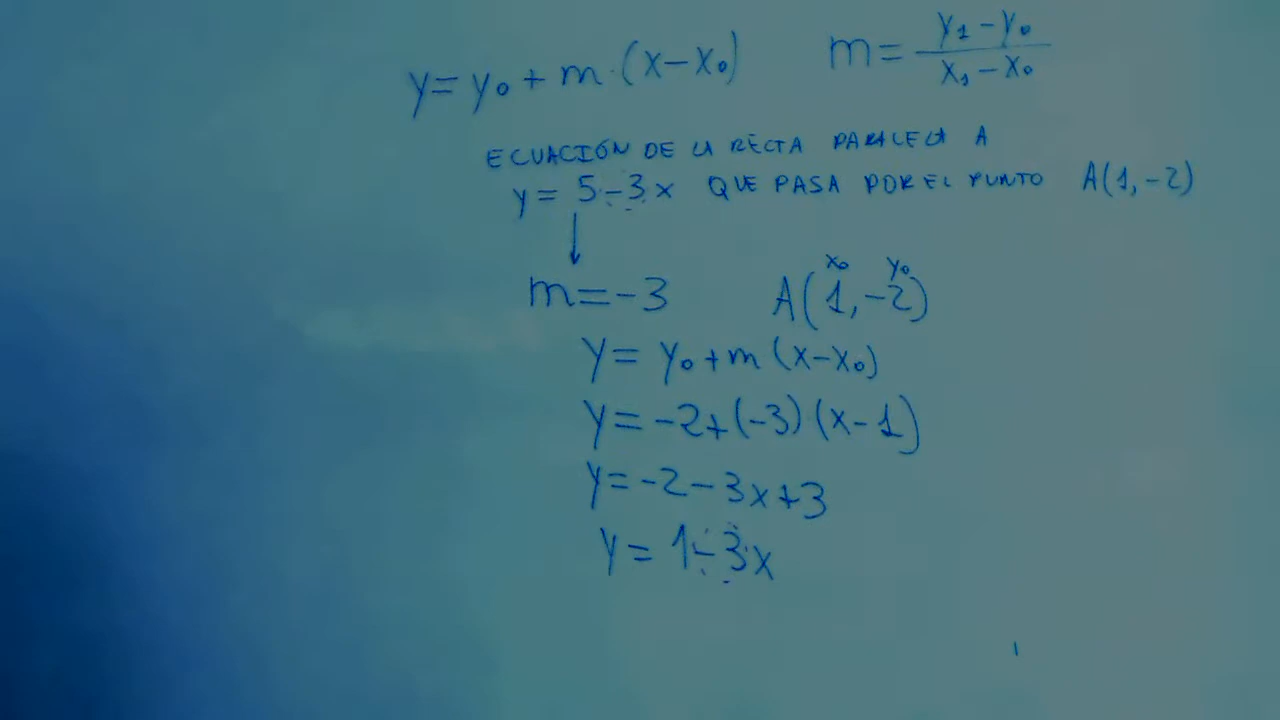 y = y₀ + m · (x - x₀) m = (y₁ - y₀) / (x₁ - x₀)
ECUACIÓN DE LA RECTA PARALELA A
y = 5 - 3x QUE PASA POR EL PUNTO A(1, -2)
m = -3 A(1, -2) x₀ y₀
y = y₀ + m (x - x₀)
y = -2 + (-3) (x - 1)
y = -2 - 3x + 3
y = 1 - 3x